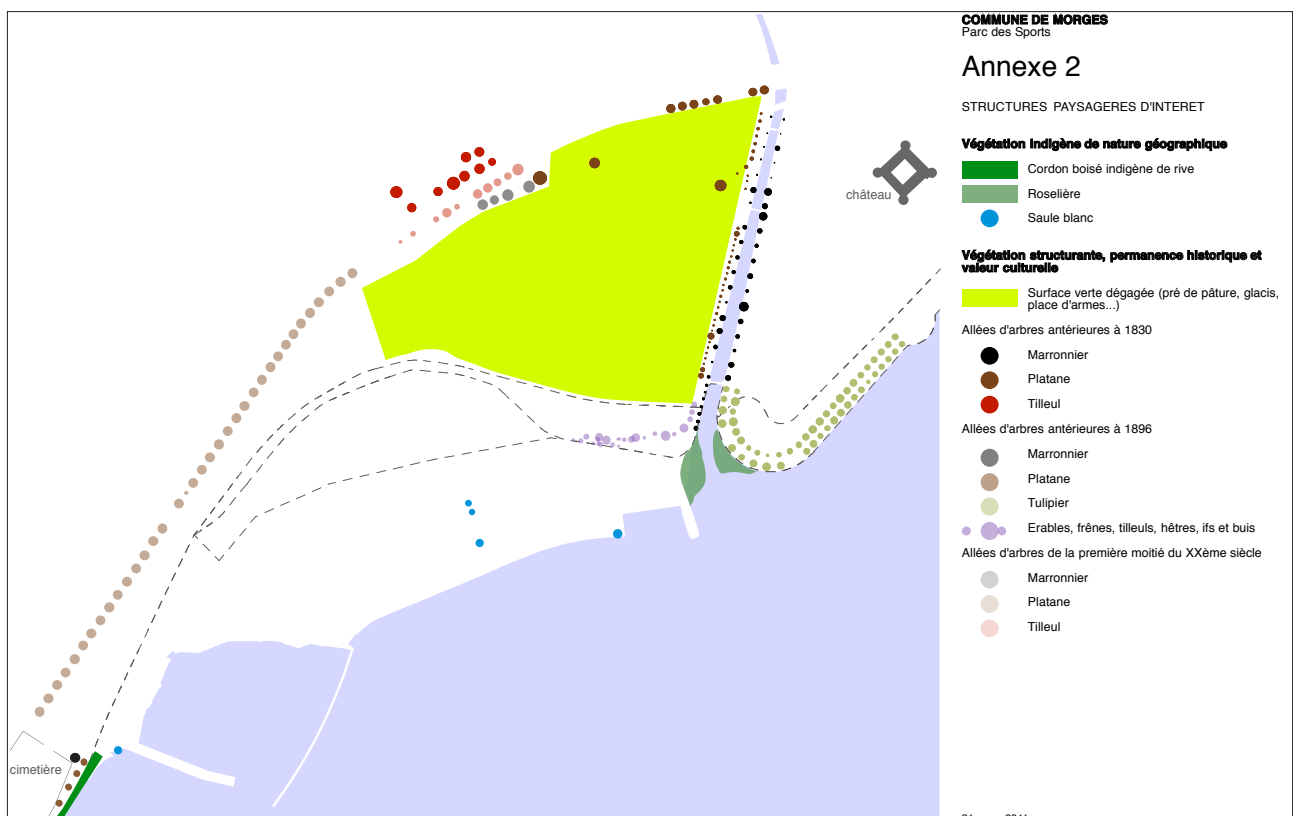 COMMUNE DE MORGES
Parc des Sports
Annexe 2
STRUCTURES PAYSAGERES D'INTERET
Végétation indigène de nature géographique
Cordon boisé indigène de rive
Roselière
Saule blanc
Végétation structurante, permanence historique et
valeur culturelle
Surface verte dégagée (pré de pâture, glacis,
place d'armes...)
Allées d'arbres antérieures à 1830
Marronnier
Platane
Tilleul
Allées d'arbres antérieures à 1896
Marronnier
Platane
Tulipier
Erables, frênes, tilleuls, hêtres, ifs et buis
Allées d'arbres de la première moitié du XXème siècle
Marronnier
Platane
Tilleul
château
cimetière